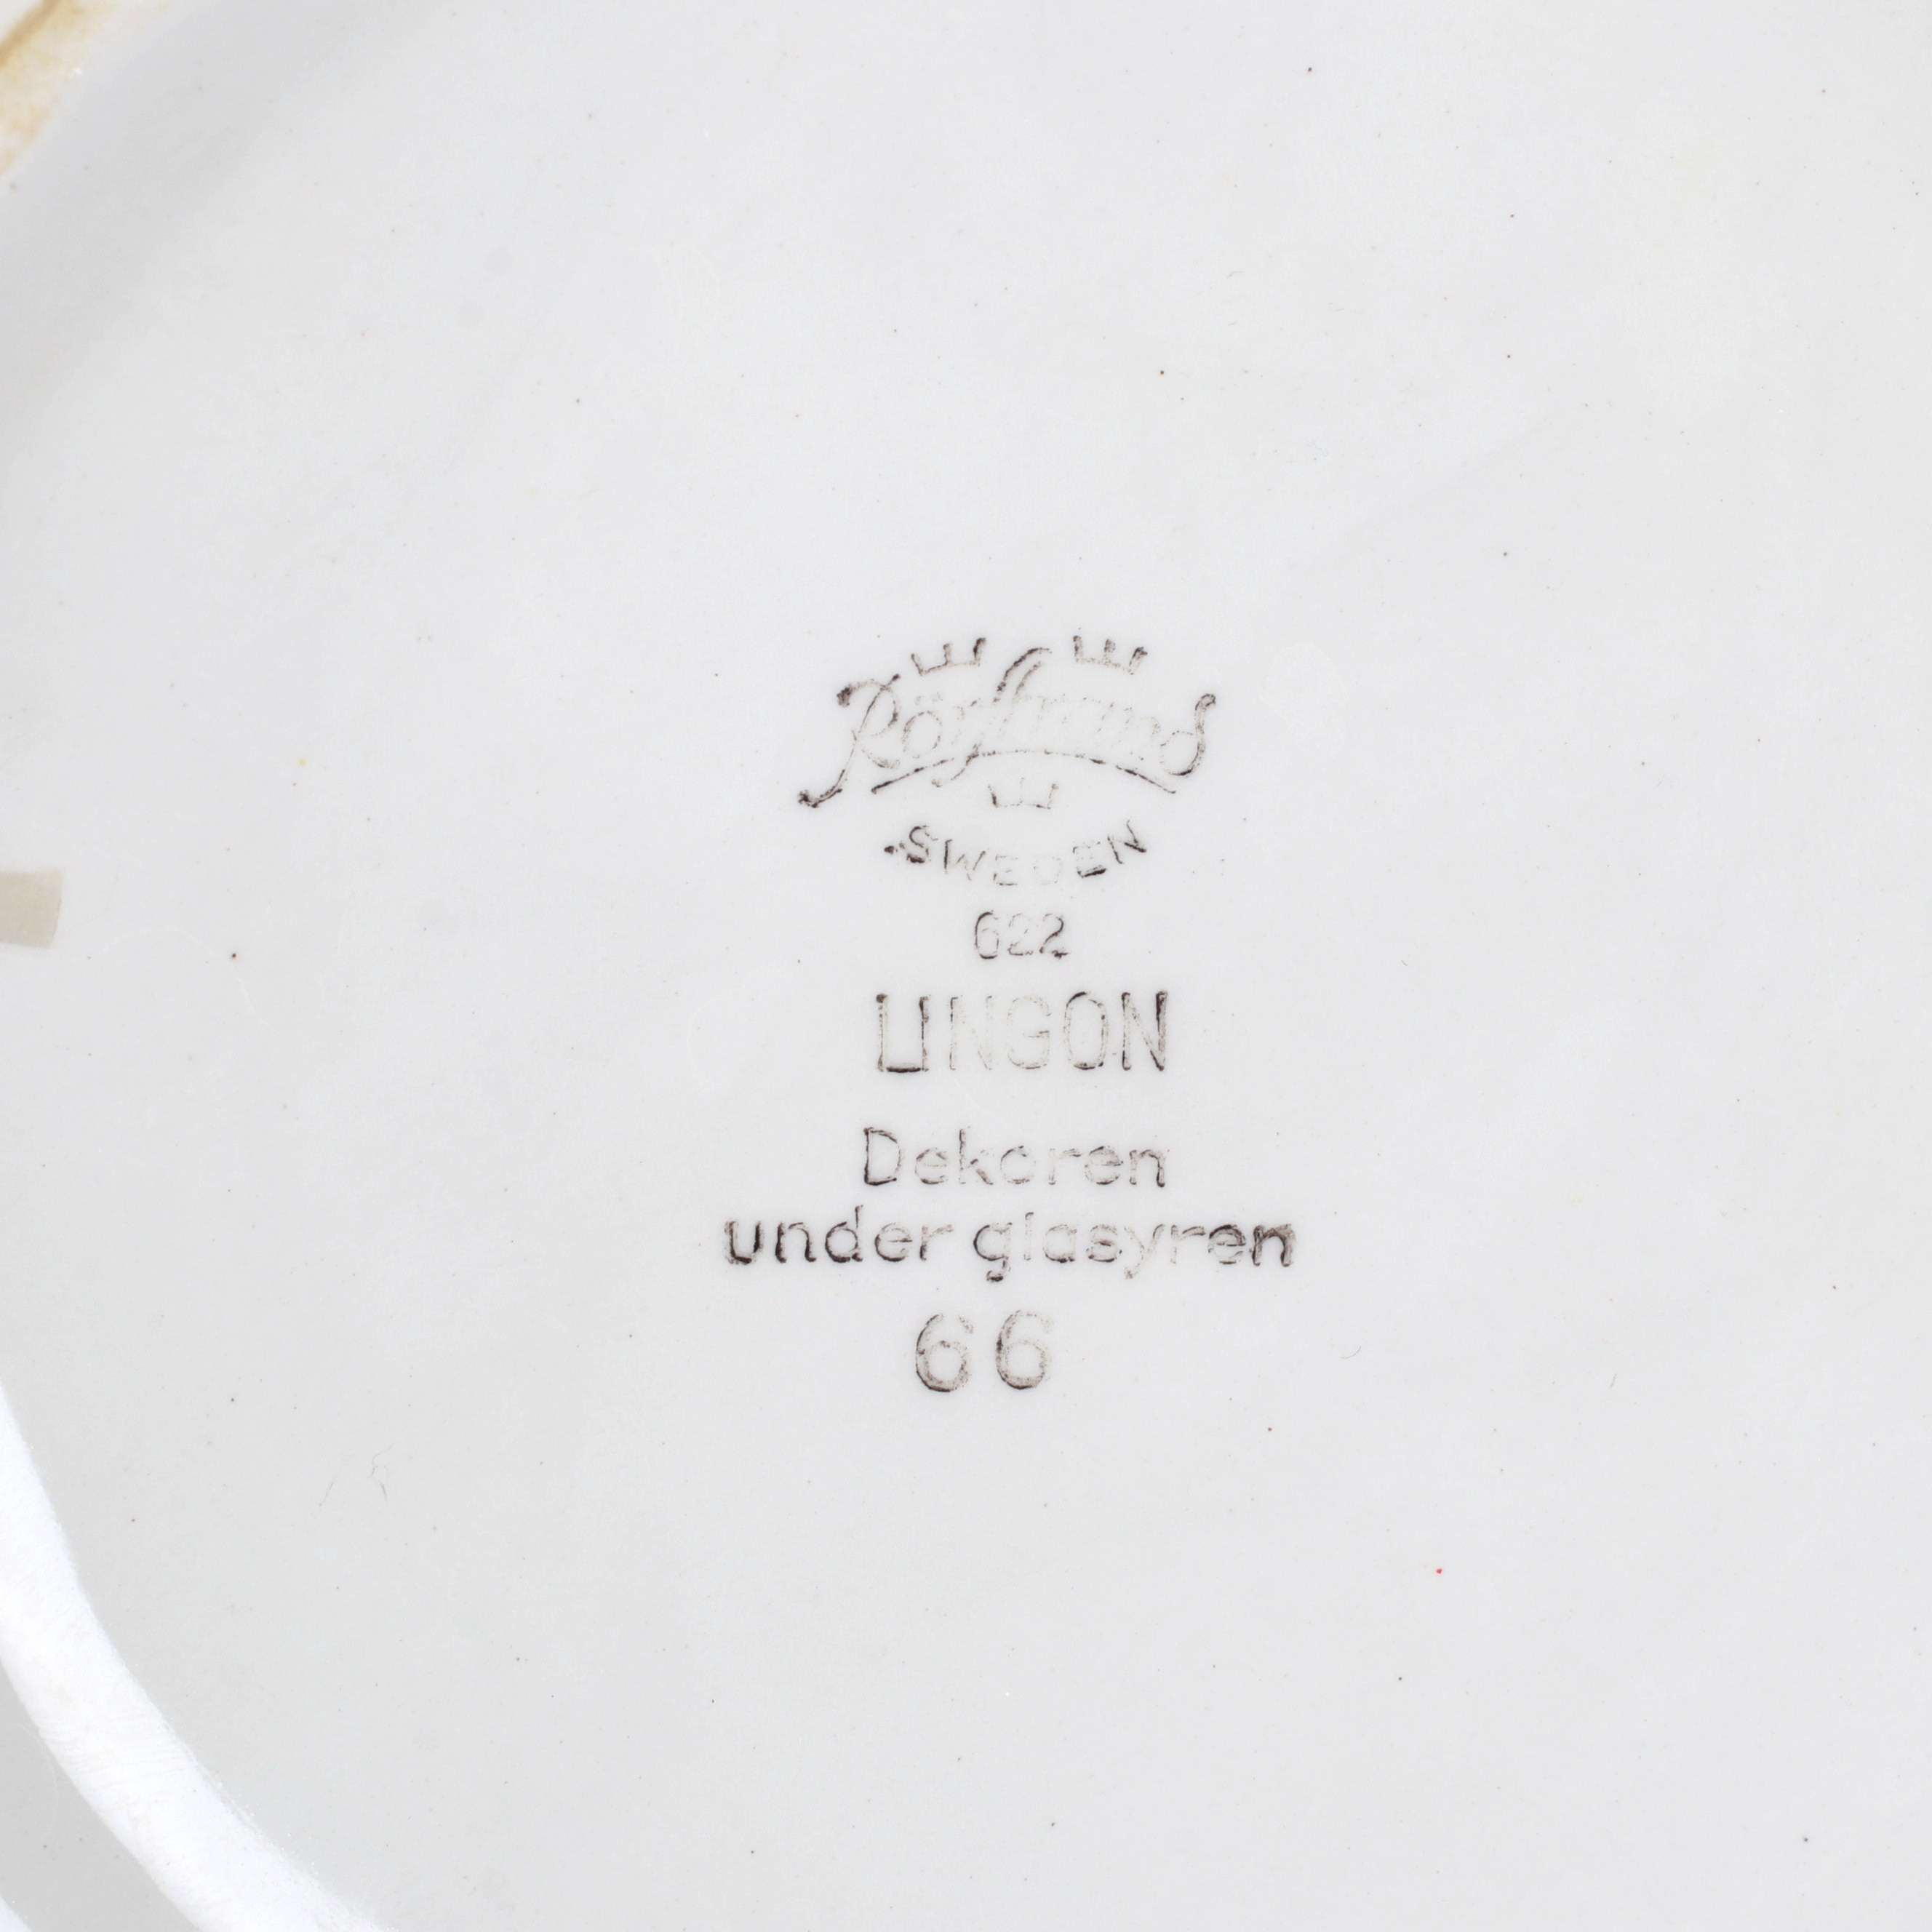 Rörstrand
SWEDEN
622
LINGON
Dekoren
under glasyren
66